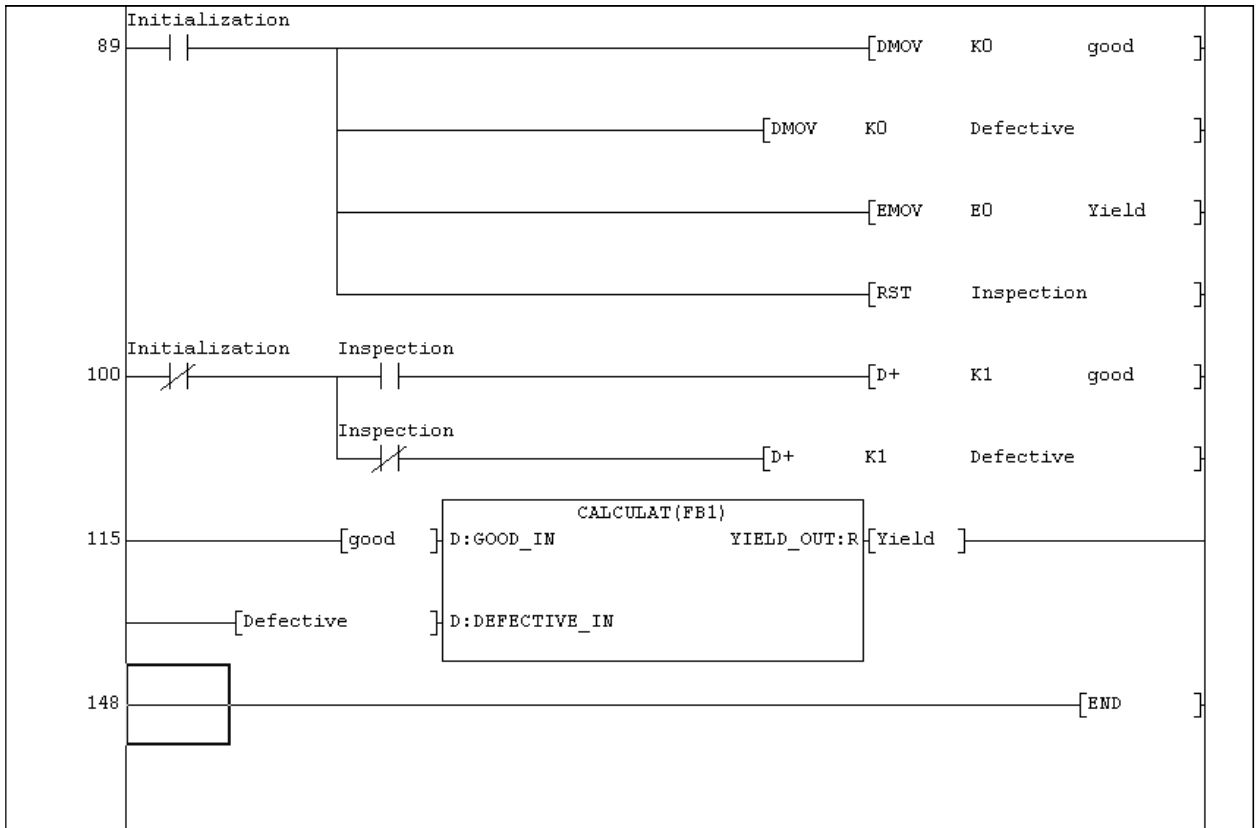 Initialization
89 [DMOV K0 good ]
[DMOV K0 Defective ]
[EMOV E0 Yield ]
[RST Inspection ]
Initialization Inspection
100 [D+ K1 good ]
Inspection
[D+ K1 Defective ]
CALCULAT(FB1)
115 [good ] D:GOOD_IN YIELD_OUT:R [Yield ]
[Defective ] D:DEFECTIVE_IN
148 [END ]